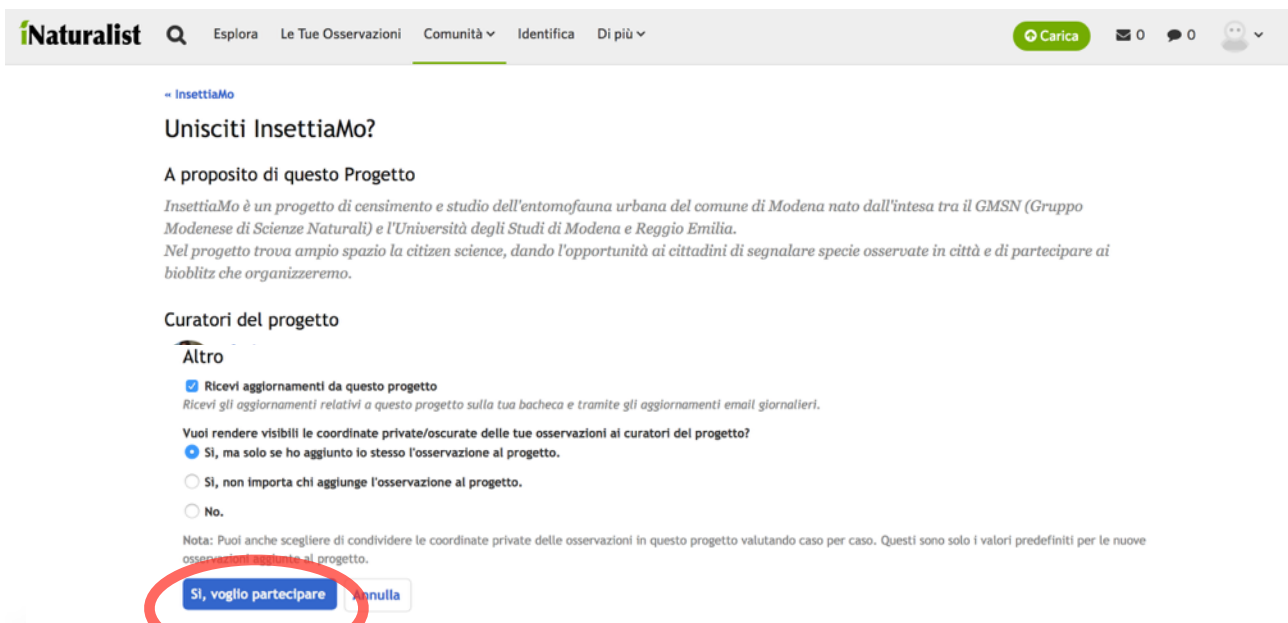 iNaturalist Esplora Le Tue Osservazioni Comunità Identifica Di più Carica 0 0
« InsettiaMo
Unisciti InsettiaMo?
A proposito di questo Progetto
InsettiaMo è un progetto di censimento e studio dell'entomofauna urbana del comune di Modena nato dall'intesa tra il GMSN (Gruppo
Modenese di Scienze Naturali) e l'Università degli Studi di Modena e Reggio Emilia.
Nel progetto trova ampio spazio la citizen science, dando l'opportunità ai cittadini di segnalare specie osservate in città e di partecipare ai
bioblitz che organizzeremo.
Curatori del progetto
Altro
Ricevi aggiornamenti da questo progetto
Ricevi gli aggiornamenti relativi a questo progetto sulla tua bacheca e tramite gli aggiornamenti email giornalieri.
Vuoi rendere visibili le coordinate private/oscurate delle tue osservazioni ai curatori del progetto?
Sì, ma solo se ho aggiunto io stesso l'osservazione al progetto.
Sì, non importa chi aggiunge l'osservazione al progetto.
No.
Nota: Puoi anche scegliere di condividere le coordinate private delle osservazioni in questo progetto valutando caso per caso. Questi sono solo i valori predefiniti per le nuove
osservazioni aggiunte al progetto.
Sì, voglio partecipare Annulla